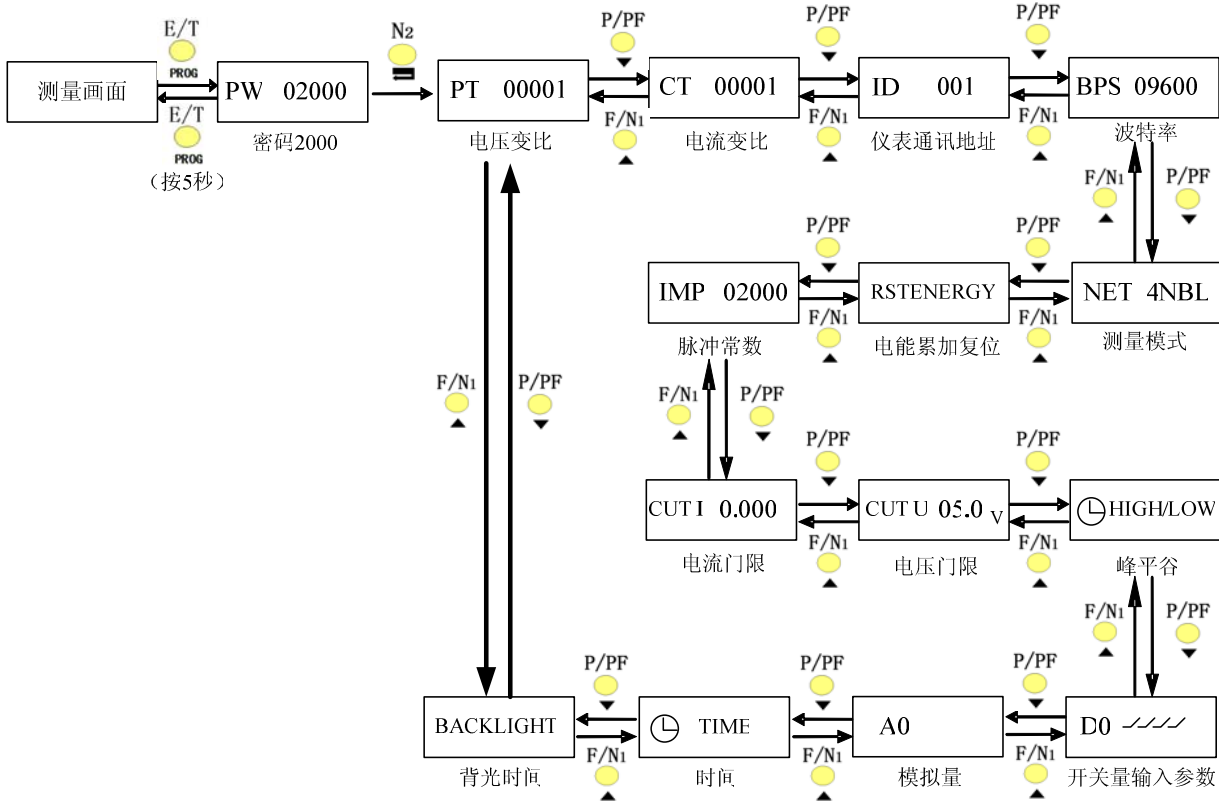 E/T
PROG
测量画面
E/T
PROG
(按5秒)
PW 02000
密码2000
N2
PT 00001
电压变比
P/PF
F/N1
CT 00001
电流变比
P/PF
F/N1
ID 001
仪表通讯地址
P/PF
F/N1
BPS 09600
波特率
F/N1
P/PF
NET 4NBL
测量模式
P/PF
F/N1
RSTENERGY
电能累加复位
P/PF
F/N1
IMP 02000
脉冲常数
F/N1
P/PF
CUT I 0.000
电流门限
P/PF
F/N1
CUT U 05.0 V
电压门限
P/PF
F/N1
HIGH/LOW
峰平谷
F/N1
P/PF
D0
开关量输入参数
P/PF
F/N1
A0
模拟量
P/PF
F/N1
TIME
时间
P/PF
F/N1
BACKLIGHT
背光时间
F/N1
P/PF